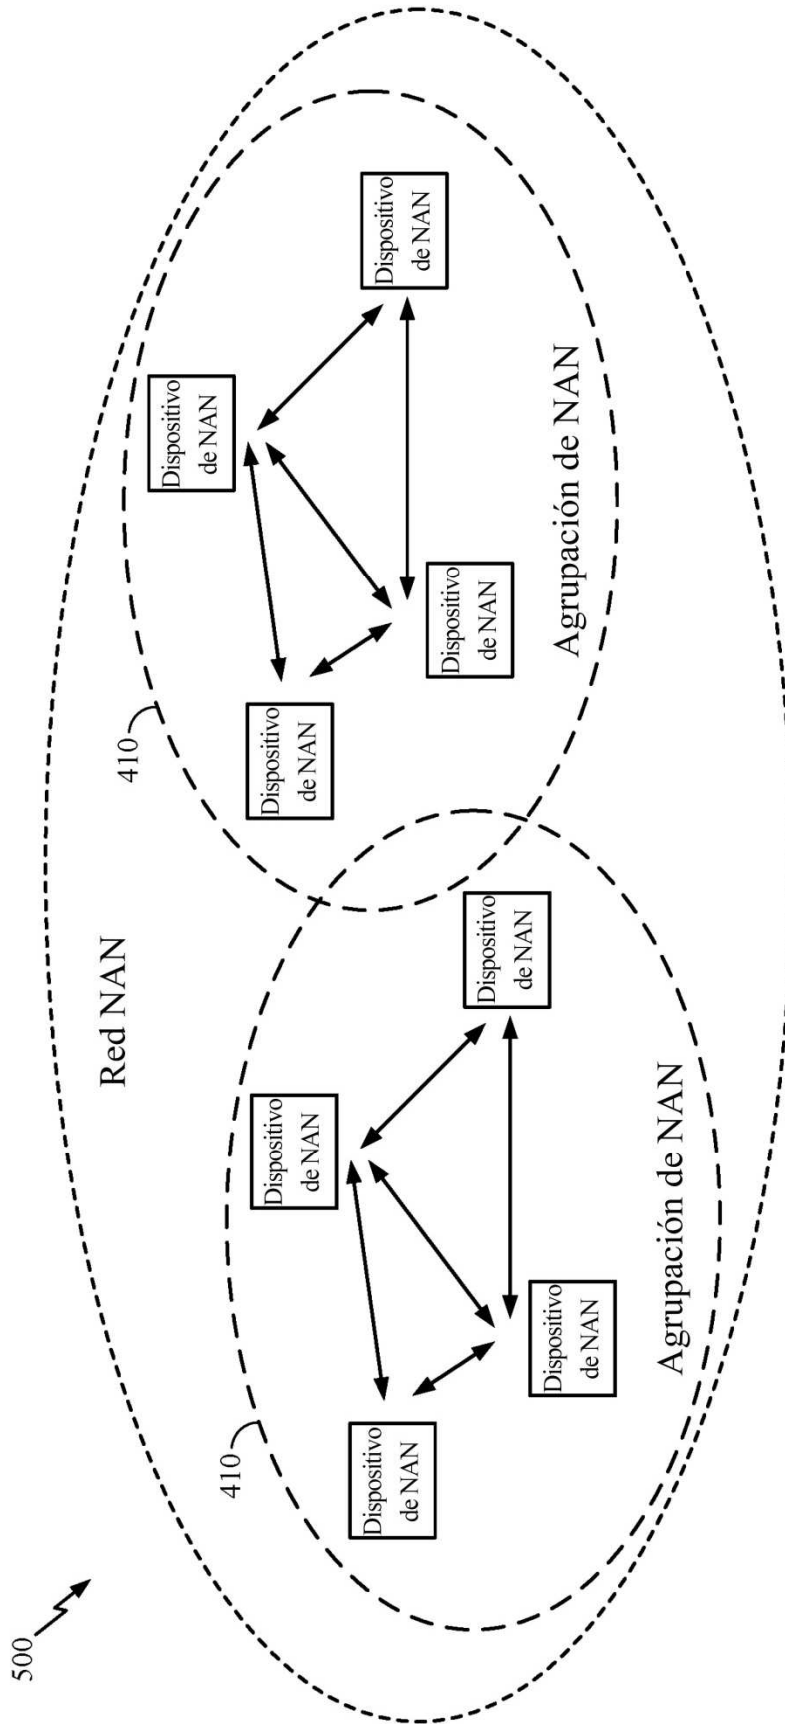 500
Red NAN
410
Dispositivo
de NAN
Dispositivo
de NAN
Dispositivo
de NAN
Dispositivo
de NAN
Agrupación de NAN
410
Dispositivo
de NAN
Dispositivo
de NAN
Dispositivo
de NAN
Dispositivo
de NAN
Agrupación de NAN